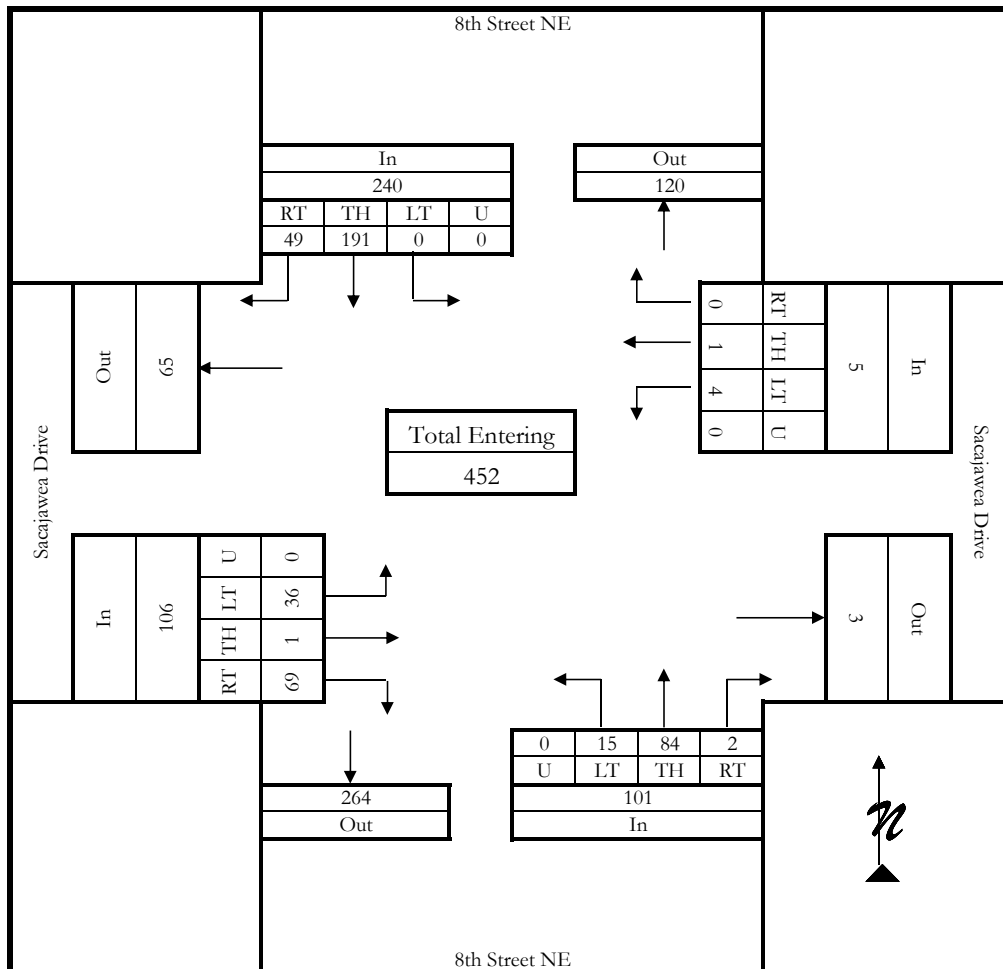 8th Street NE
In
240
RT TH LT U
49 191 0 0
Out
120
Out
65
0 RT
1 TH
4 LT
0 U
5
In
Total Entering
452
Sacajawea Drive
Sacajawea Drive
In
106
U 0
LT 36
TH 1
RT 69
3
Out
0 15 84 2
U LT TH RT
101
In
264
Out
N
8th Street NE